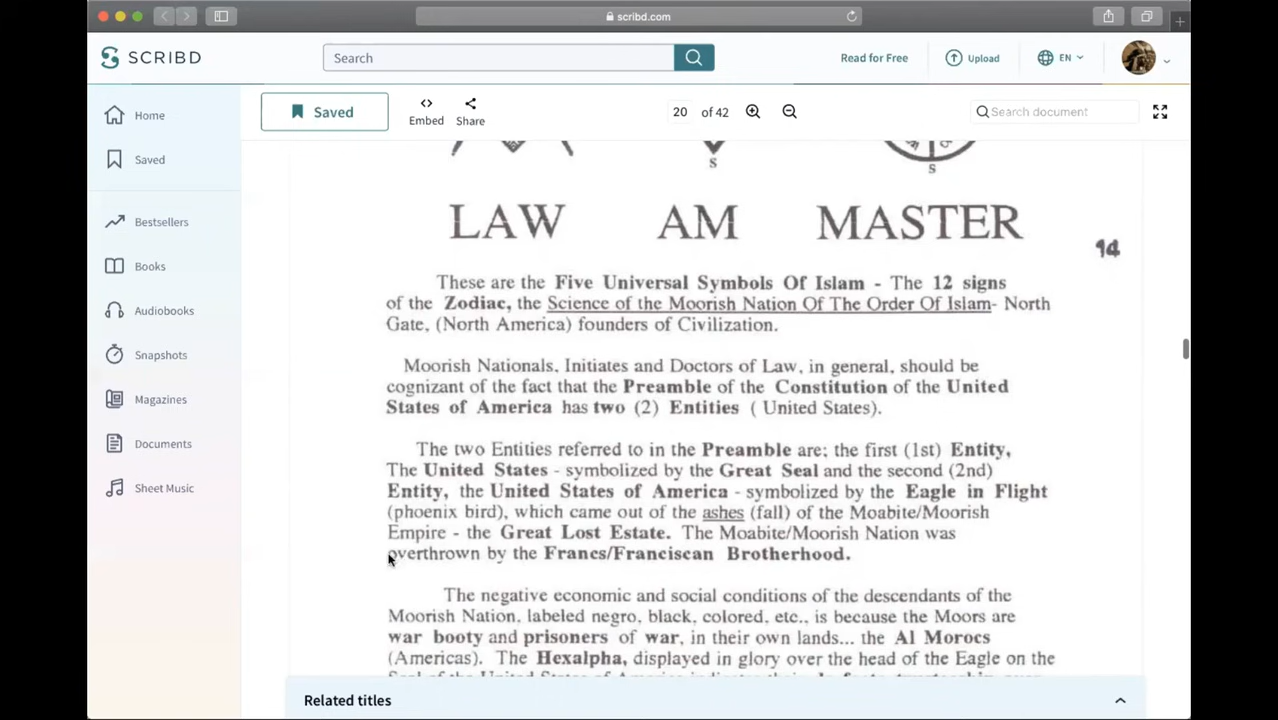 scribd.com
SCRIBD
Search
Read for Free
Upload
EN
Home
Saved
Bestsellers
Books
Audiobooks
Snapshots
Magazines
Documents
Sheet Music
Saved
Embed
Share
20 of 42
Search document
S
S
LAW AM MASTER
14
These are the Five Universal Symbols Of Islam - The 12 signs
of the Zodiac, the Science of the Moorish Nation Of The Order Of Islam- North
Gate, (North America) founders of Civilization.
Moorish Nationals, Initiates and Doctors of Law, in general, should be
cognizant of the fact that the Preamble of the Constitution of the United
States of America has two (2) Entities ( United States).
The two Entities referred to in the Preamble are; the first (1st) Entity,
The United States - symbolized by the Great Seal and the second (2nd)
Entity, the United States of America - symbolized by the Eagle in Flight
(phoenix bird), which came out of the ashes (fall) of the Moabite/Moorish
Empire - the Great Lost Estate. The Moabite/Moorish Nation was
overthrown by the Francs/Franciscan Brotherhood.
The negative economic and social conditions of the descendants of the
Moorish Nation, labeled negro, black, colored, etc., is because the Moors are
war booty and prisoners of war, in their own lands... the Al Morocs
(Americas). The Hexalpha, displayed in glory over the head of the Eagle on the
Related titles